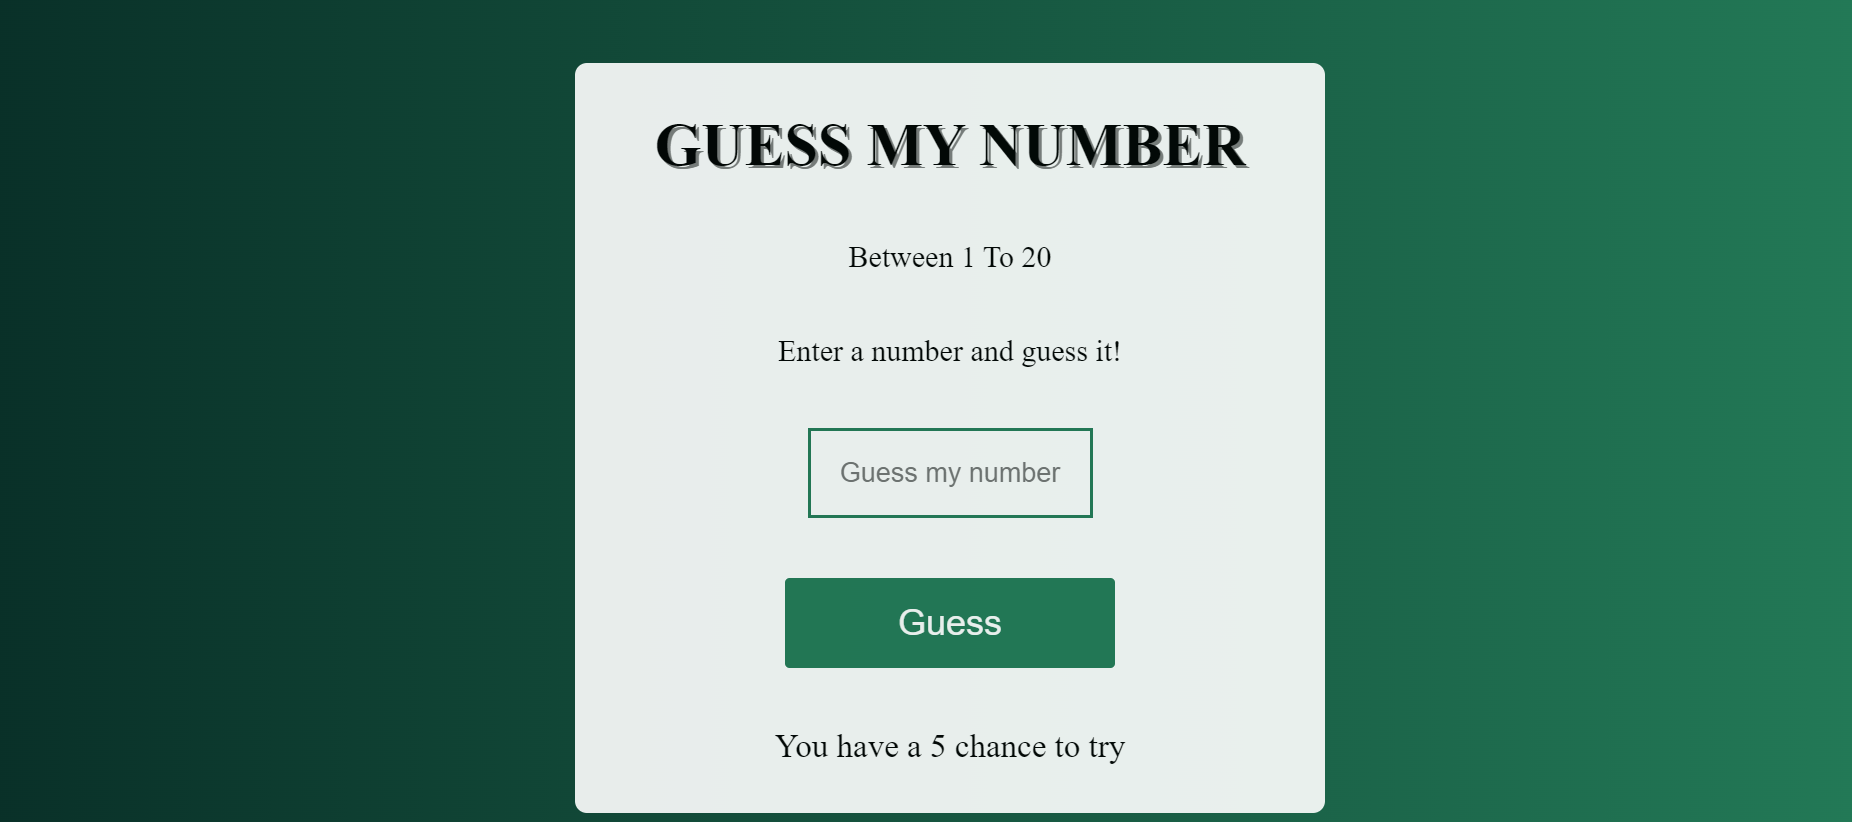 GUESS MY NUMBER
Between 1 To 20
Enter a number and guess it!
Guess my number
Guess
You have a 5 chance to try